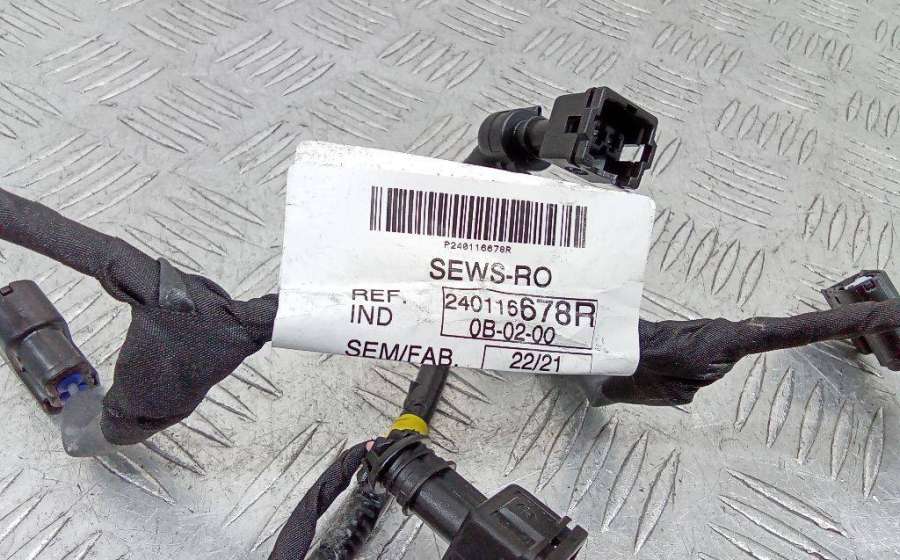 P240116678R
SEWS-RO
REF. 240116678R
IND 0B-02-00
SEM/FAB. 22/21